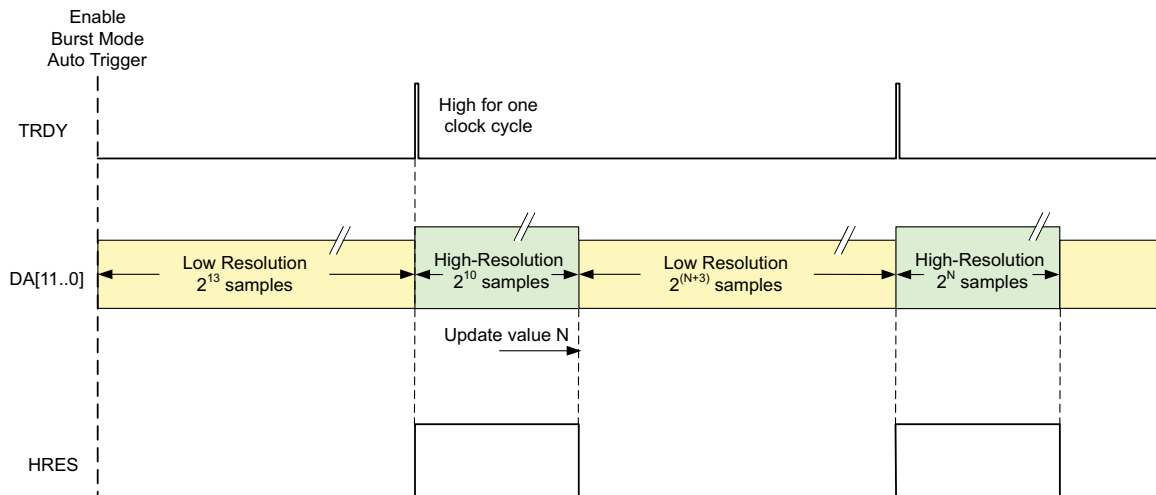 Enable
Burst Mode
Auto Trigger
TRDY
High for one
clock cycle
DA[11..0]
Low Resolution
2^13 samples
High-Resolution
2^10 samples
Low Resolution
2^(N+3) samples
High-Resolution
2^N samples
Update value N
HRES